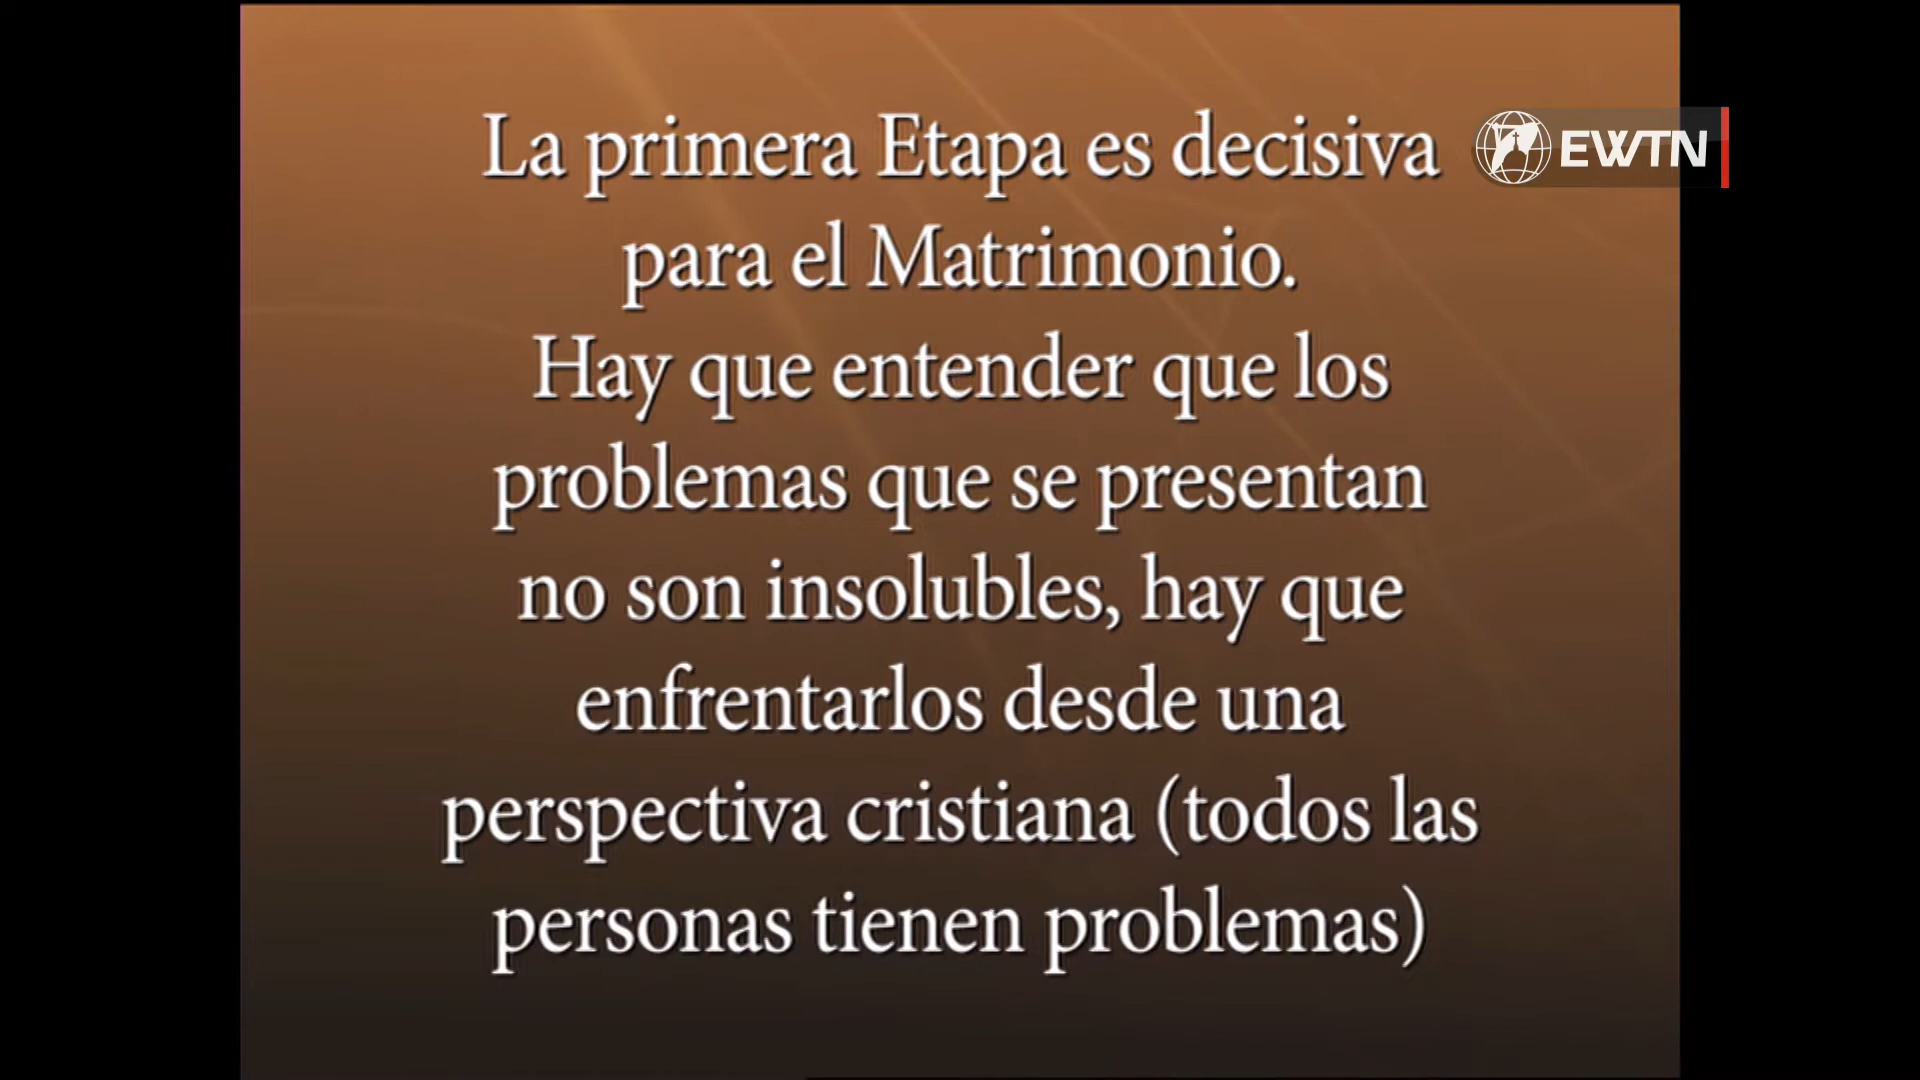 La primera Etapa es decisiva
EWTN
para el Matrimonio.
Hay que entender que los
problemas que se presentan
no son insolubles, hay que
enfrentarlos desde una
perspectiva cristiana (todos las
personas tienen problemas)